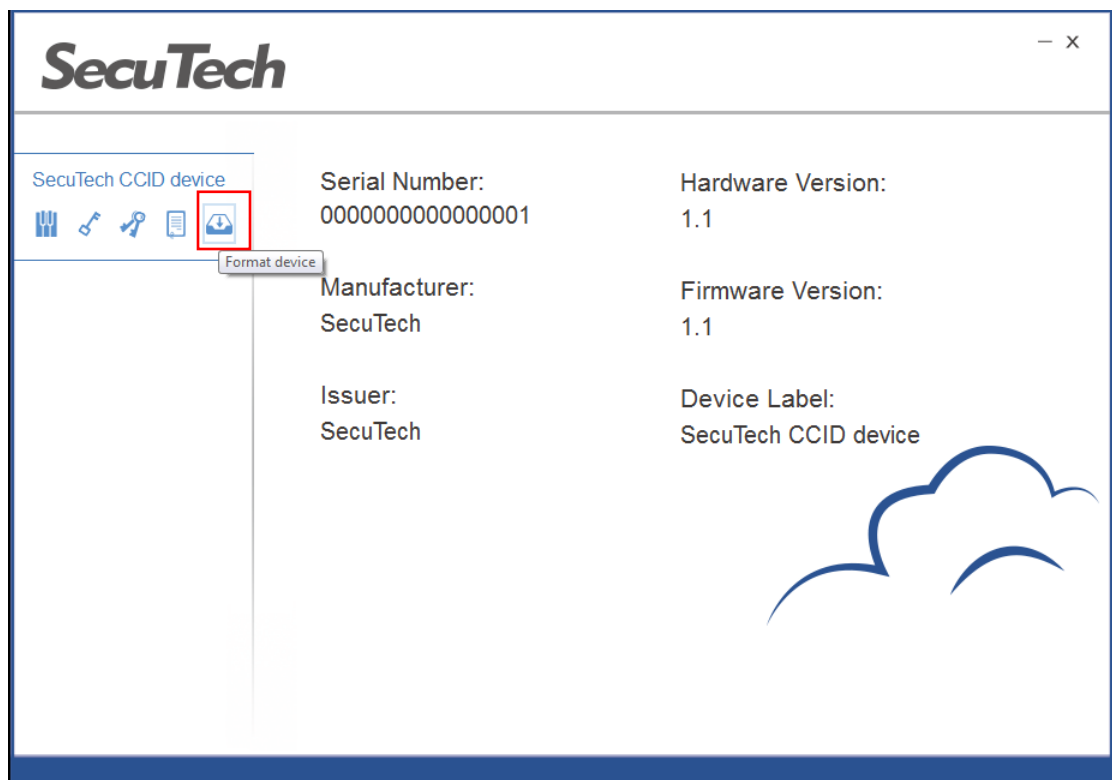 SecuTech
– x
SecuTech CCID device
Format device
Serial Number:
0000000000000001
Hardware Version:
1.1
Manufacturer:
SecuTech
Firmware Version:
1.1
Issuer:
SecuTech
Device Label:
SecuTech CCID device